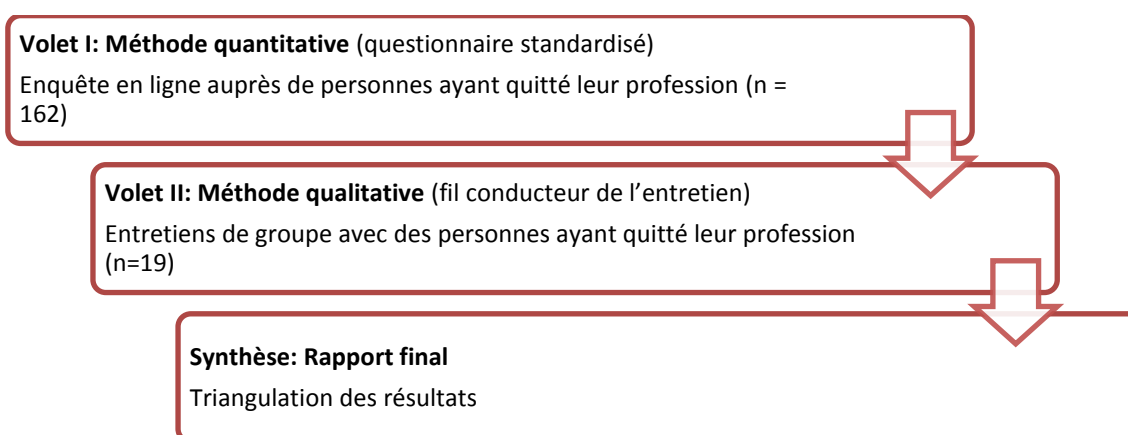 Volet I: Méthode quantitative (questionnaire standardisé)
Enquête en ligne auprès de personnes ayant quitté leur profession (n =
162)
Volet II: Méthode qualitative (fil conducteur de l’entretien)
Entretiens de groupe avec des personnes ayant quitté leur profession
(n=19)
Synthèse: Rapport final
Triangulation des résultats